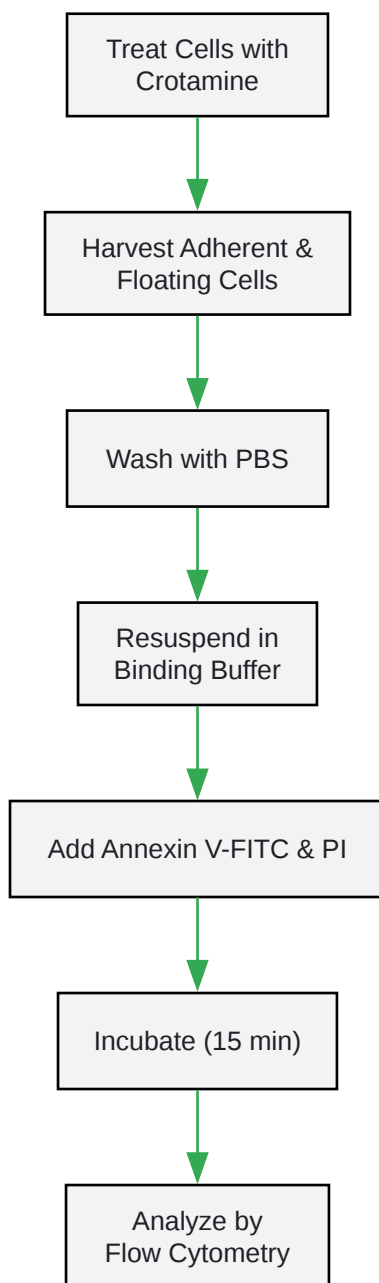 Treat Cells with
Crotamine
Harvest Adherent &
Floating Cells
Wash with PBS
Resuspend in
Binding Buffer
Add Annexin V-FITC & PI
Incubate (15 min)
Analyze by
Flow Cytometry